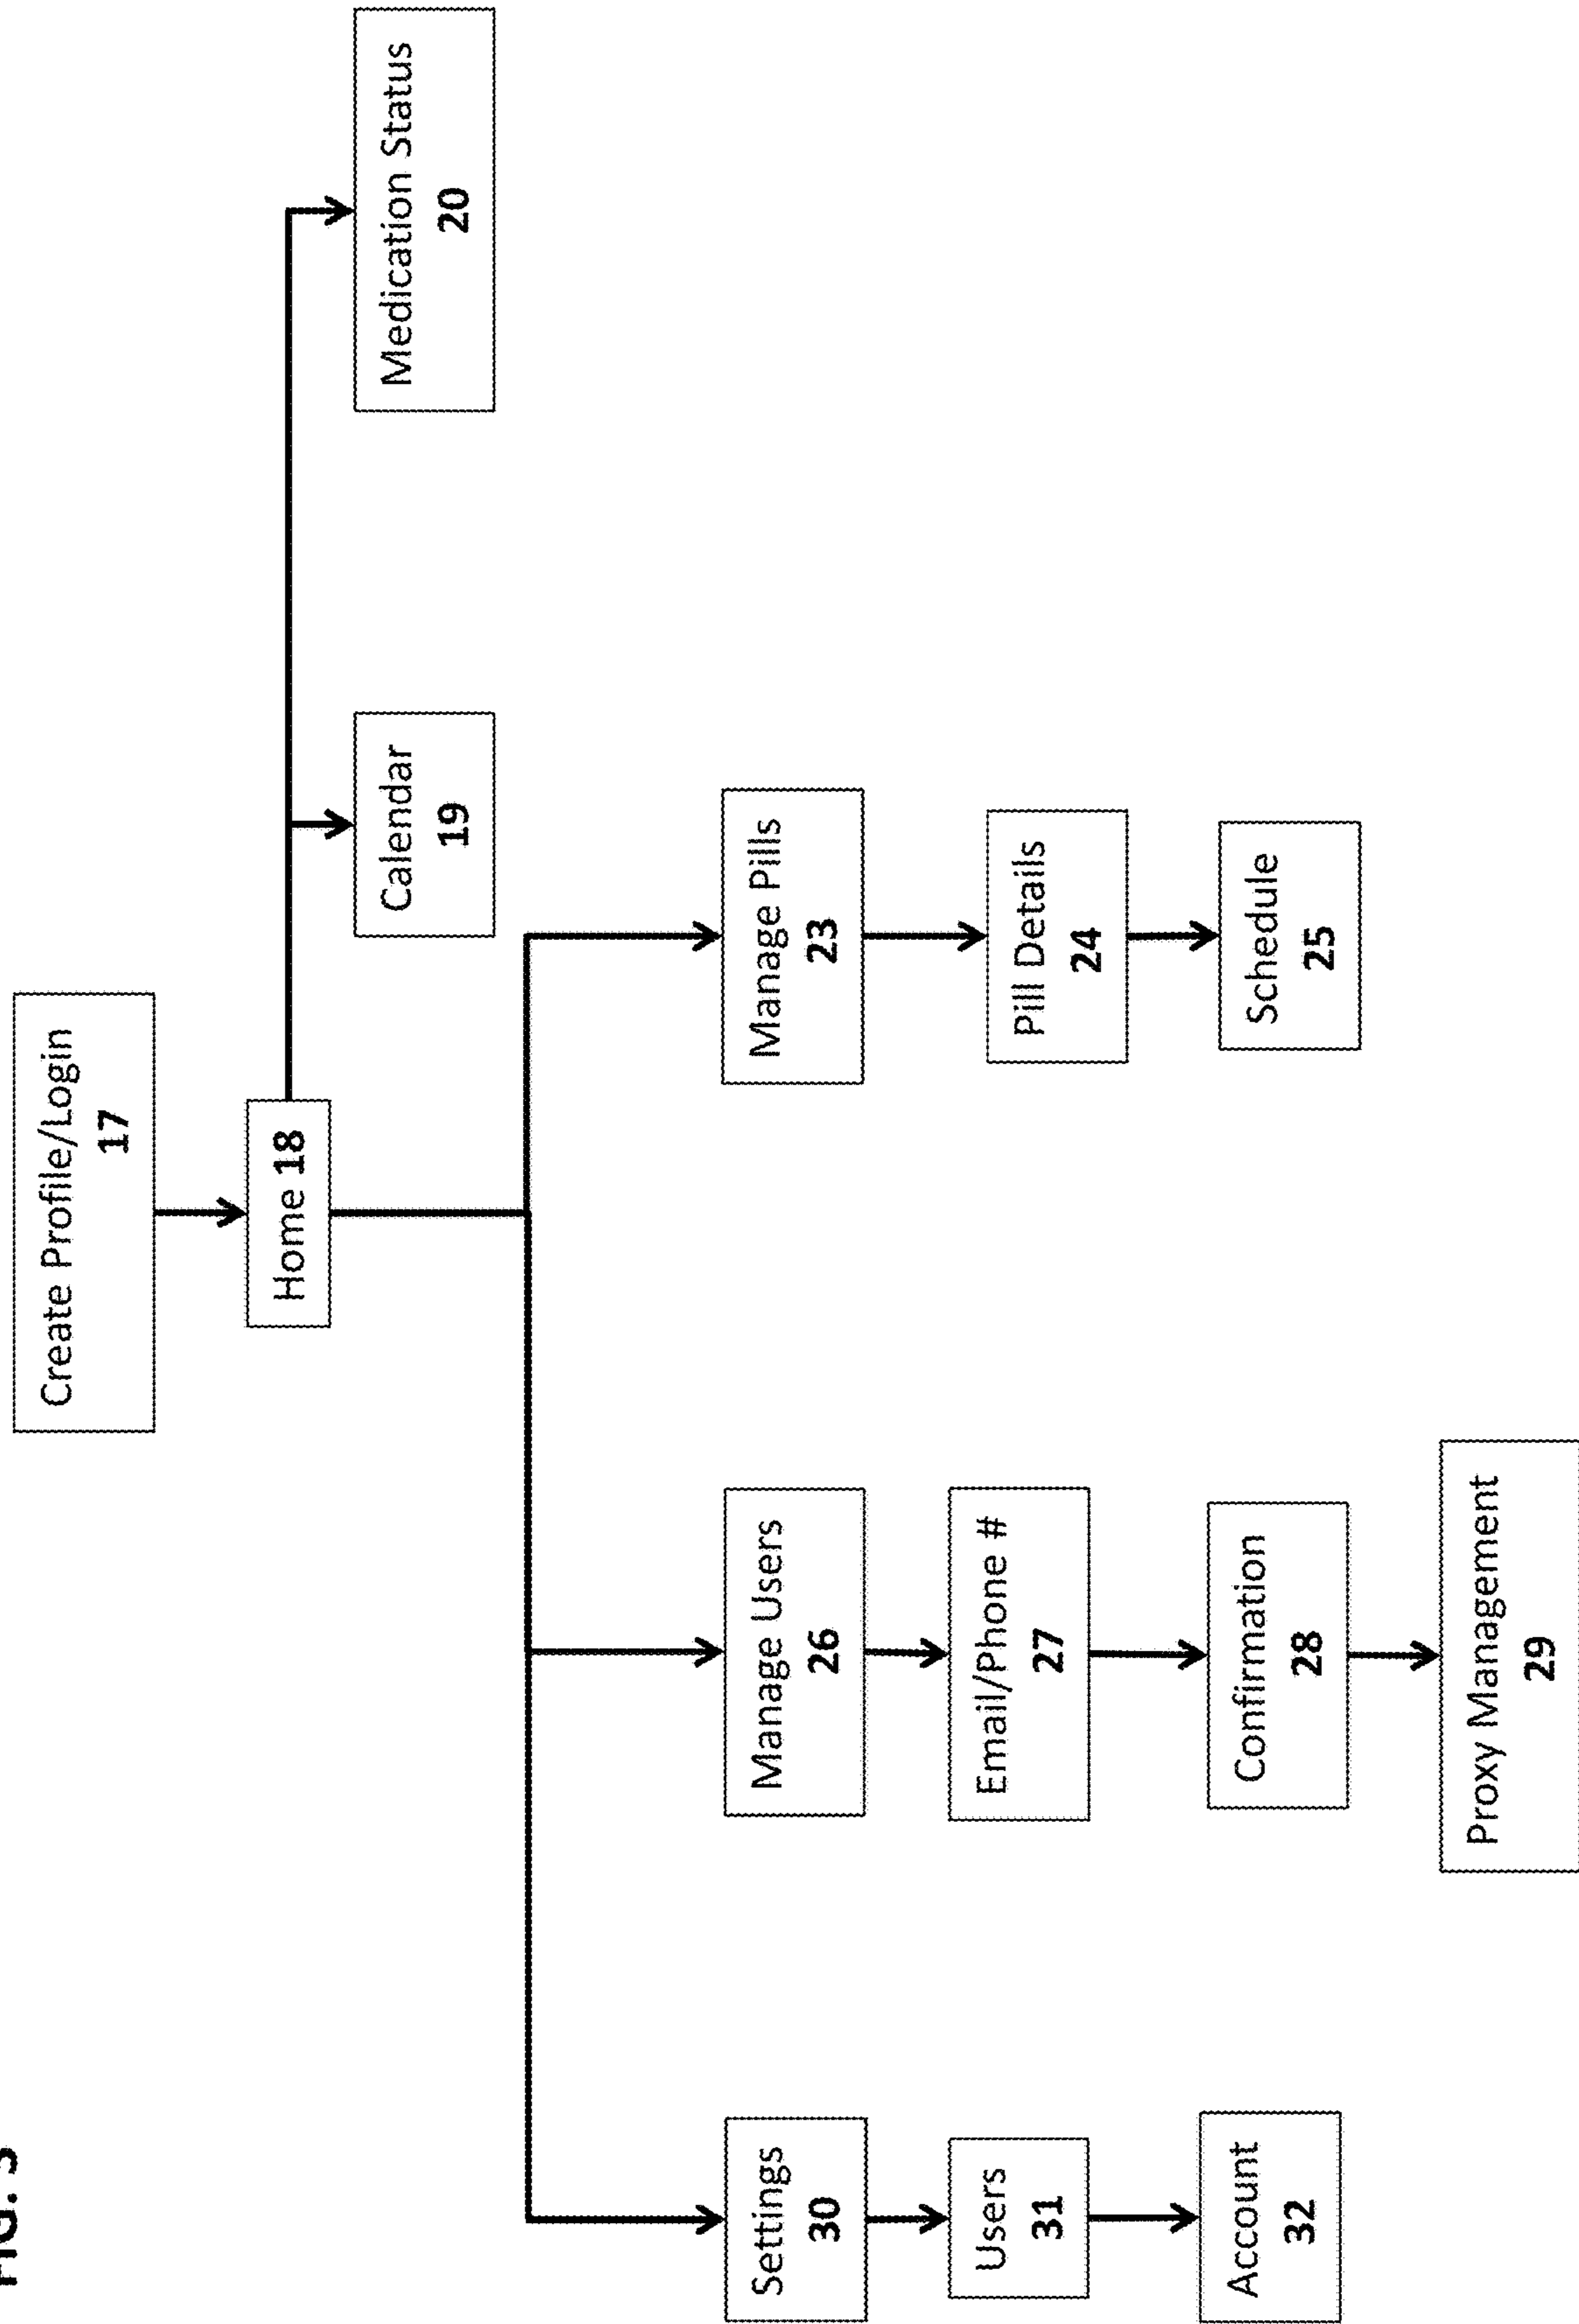 FIG.
Create Profile/Login
17
Home 18
Calendar
19
Medication Status
20
Settings
30
Users
31
Account
32
Manage Users
26
Email/Phone #
27
Confirmation
28
Proxy Management
29
Manage Pills
23
Pill Details
24
Schedule
25